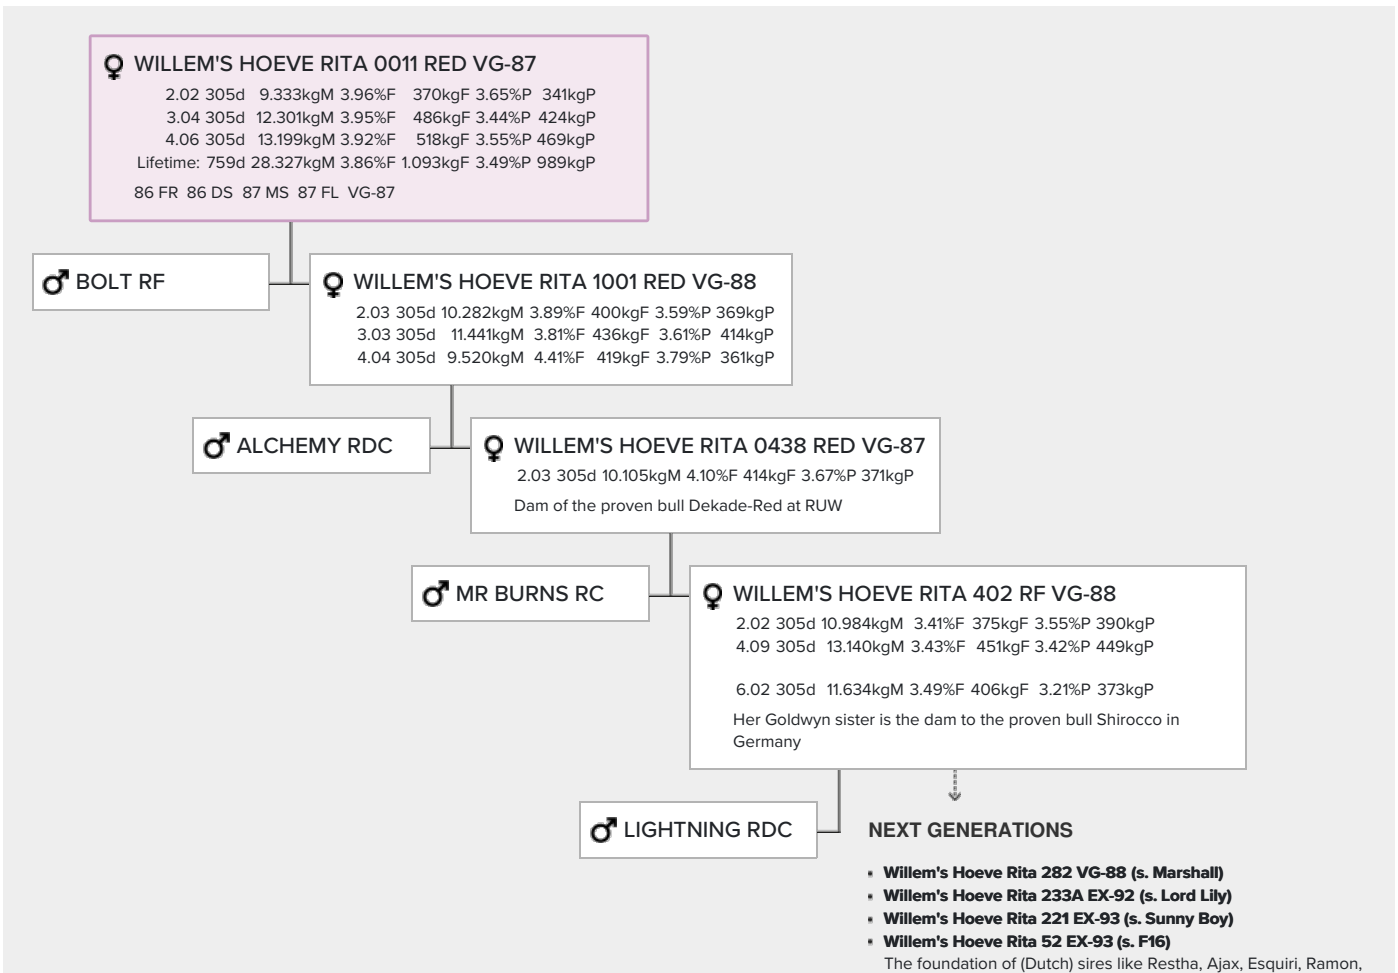 WILLEM'S HOEVE RITA 0011 RED VG-87
2.02 305d 9.333kgM 3.96%F 370kgF 3.65%P 341kgP
3.04 305d 12.301kgM 3.95%F 486kgF 3.44%P 424kgP
4.06 305d 13.199kgM 3.92%F 518kgF 3.55%P 469kgP
Lifetime: 759d 28.327kgM 3.86%F 1.093kgF 3.49%P 989kgP
86 FR 86 DS 87 MS 87 FL VG-87
BOLT RF
WILLEM'S HOEVE RITA 1001 RED VG-88
2.03 305d 10.282kgM 3.89%F 400kgF 3.59%P 369kgP
3.03 305d 11.441kgM 3.81%F 436kgF 3.61%P 414kgP
4.04 305d 9.520kgM 4.41%F 419kgF 3.79%P 361kgP
ALCHEMY RDC
WILLEM'S HOEVE RITA 0438 RED VG-87
2.03 305d 10.105kgM 4.10%F 414kgF 3.67%P 371kgP
Dam of the proven bull Dekade-Red at RUW
MR BURNS RC
WILLEM'S HOEVE RITA 402 RF VG-88
2.02 305d 10.984kgM 3.41%F 375kgF 3.55%P 390kgP
4.09 305d 13.140kgM 3.43%F 451kgF 3.42%P 449kgP
6.02 305d 11.634kgM 3.49%F 406kgF 3.21%P 373kgP
Her Goldwyn sister is the dam to the proven bull Shirocco in
Germany
LIGHTNING RDC
NEXT GENERATIONS
Willem's Hoeve Rita 282 VG-88 (s. Marshall)
Willem's Hoeve Rita 233A EX-92 (s. Lord Lily)
Willem's Hoeve Rita 221 EX-93 (s. Sunny Boy)
Willem's Hoeve Rita 52 EX-93 (s. F16)
The foundation of (Dutch) sires like Restha, Ajax, Esquiri, Ramon,